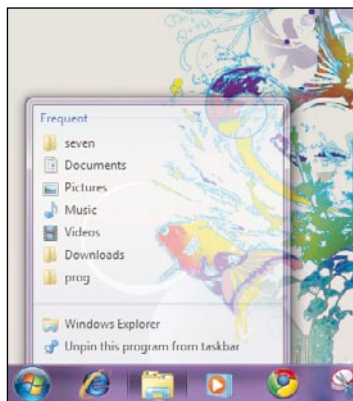 Frequent
seven
Documents
Pictures
Music
Videos
Downloads
prog
Windows Explorer
Unpin this program from taskbar